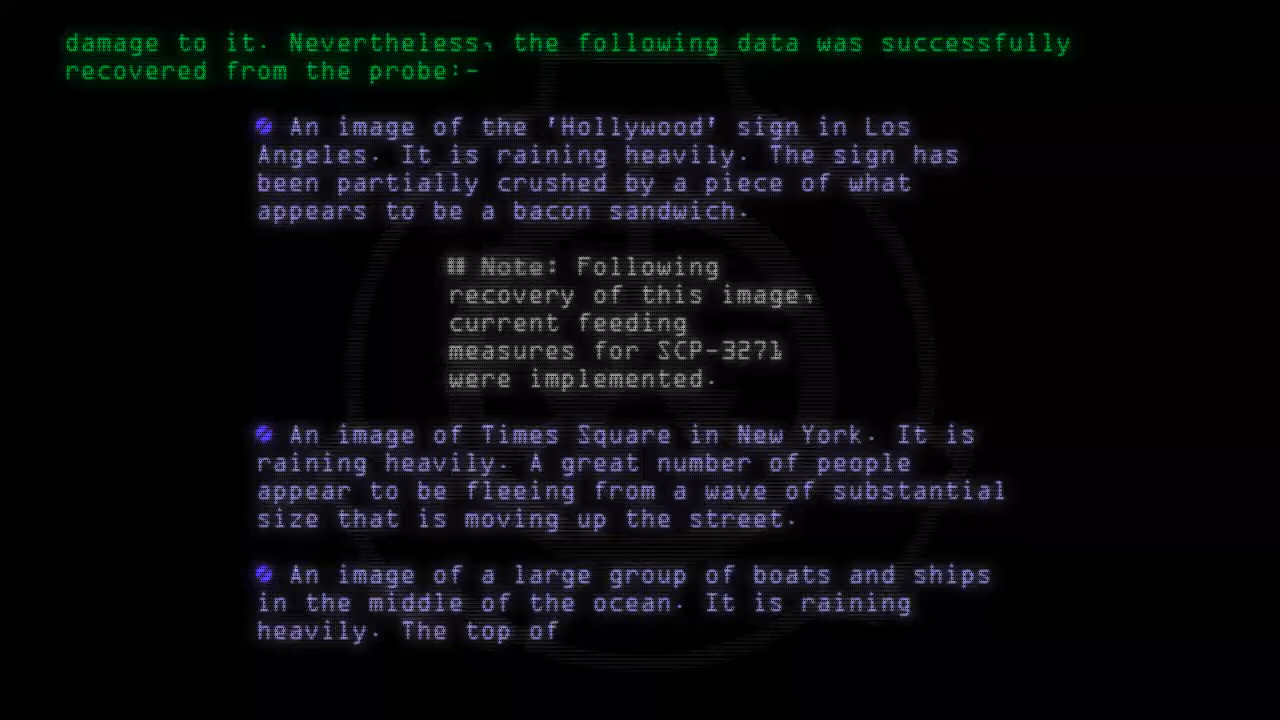 damage to it. Nevertheless, the following data was successfully
recovered from the probe:-
An image of the 'Hollywood' sign in Los
Angeles. It is raining heavily. The sign has
been partially crushed by a piece of what
appears to be a bacon sandwich.
# Note: Following
recovery of this image,
current feeding
measures for SCP-3271
were implemented.
An image of Times Square in New York. It is
raining heavily. A great number of people
appear to be fleeing from a wave of substantial
size that is moving up the street.
An image of a large group of boats and ships
in the middle of the ocean. It is raining
heavily. The top of